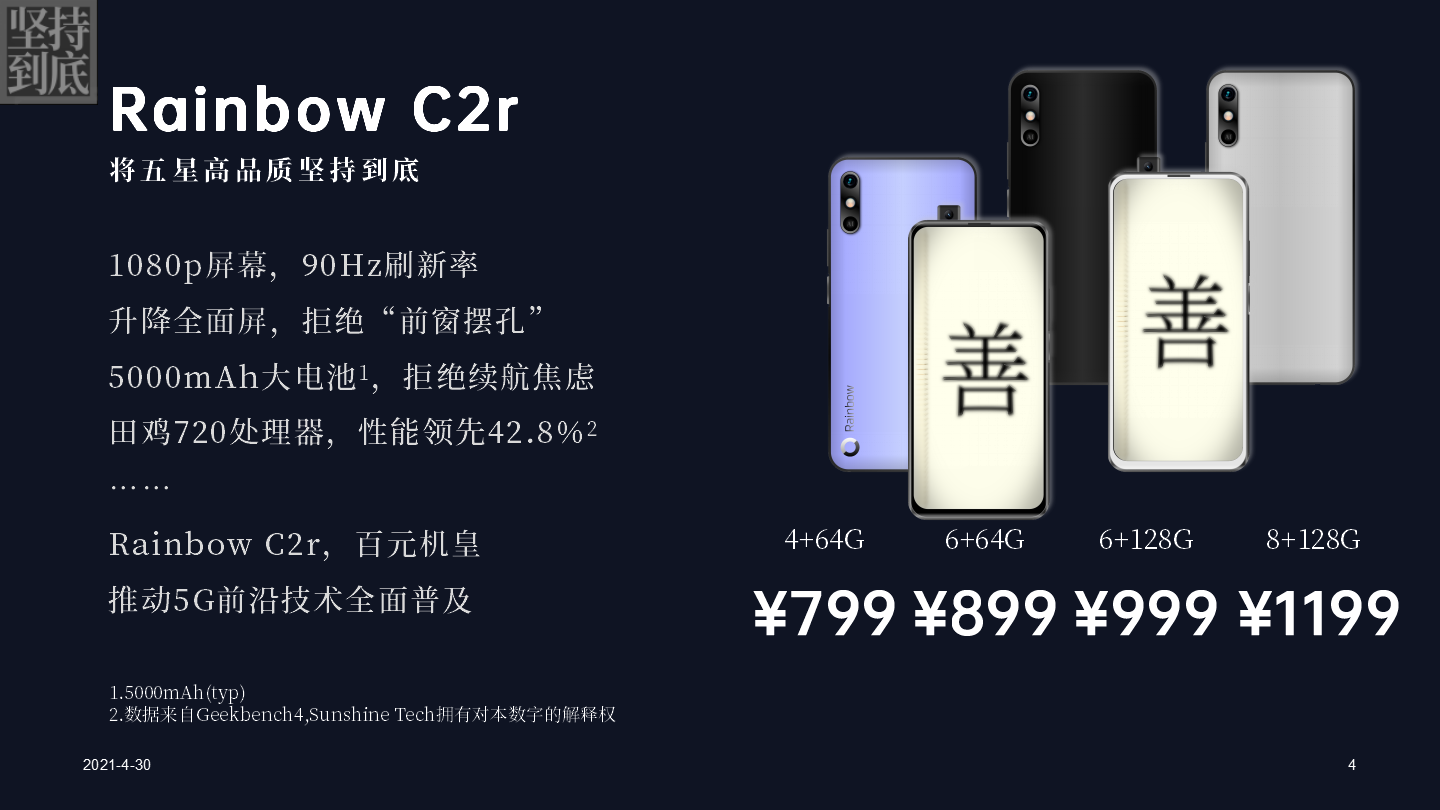 坚持
到底
Rainbow C2r
将五星高品质坚持到底
1080p屏幕，90Hz刷新率
升降全面屏，拒绝“前窗摆孔”
5000mAh大电池1，拒绝续航焦虑
田鸡720处理器，性能领先42.8%2
……
Rainbow C2r，百元机皇
推动5G前沿技术全面普及
1.5000mAh(typ)
2.数据来自Geekbench4,Sunshine Tech拥有对本数字的解释权
2021-4-30
Rainbow
善
善
4+64G 6+64G 6+128G 8+128G
¥799 ¥899 ¥999 ¥1199
4